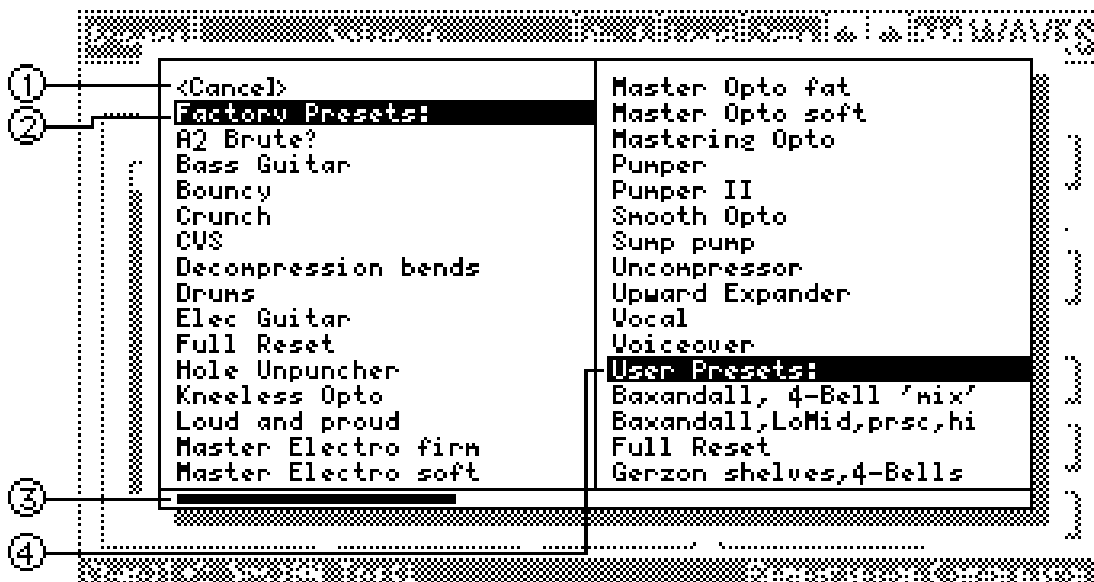 WAVES
1
<Cancel>
2
Factory Presets:
A2 Brute?
Bass Guitar
Bouncy
Crunch
CVS
Decompression bends
Drums
Elec Guitar
Full Reset
Hole Unpuncher
Kneeless Opto
Loud and proud
Master Electro firm
Master Electro soft
3
Master Opto fat
Master Opto soft
Mastering Opto
Pumper
Pumper II
Smooth Opto
Sump pump
Uncompressor
Upward Expander
Vocal
Voiceover
4
User Presets:
Baxandall, 4-Bell 'mix'
Baxandall,LoMid,prsc,hi
Full Reset
Gerzon shelves,4-Bells